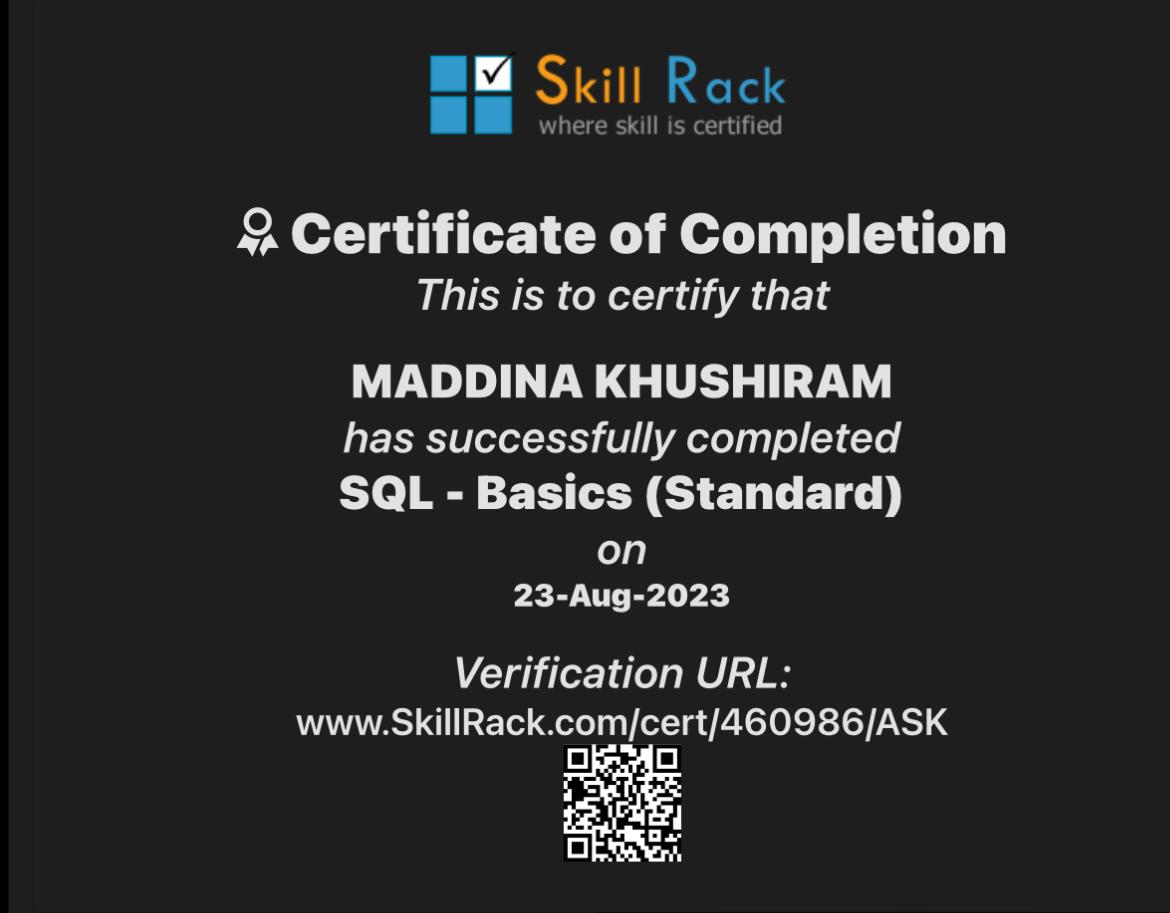 Skill Rack
where skill is certified
Certificate of Completion
This is to certify that
MADDINA KHUSHIRAM
has successfully completed
SQL - Basics (Standard)
on
23-Aug-2023
Verification URL:
www.SkillRack.com/cert/460986/ASK